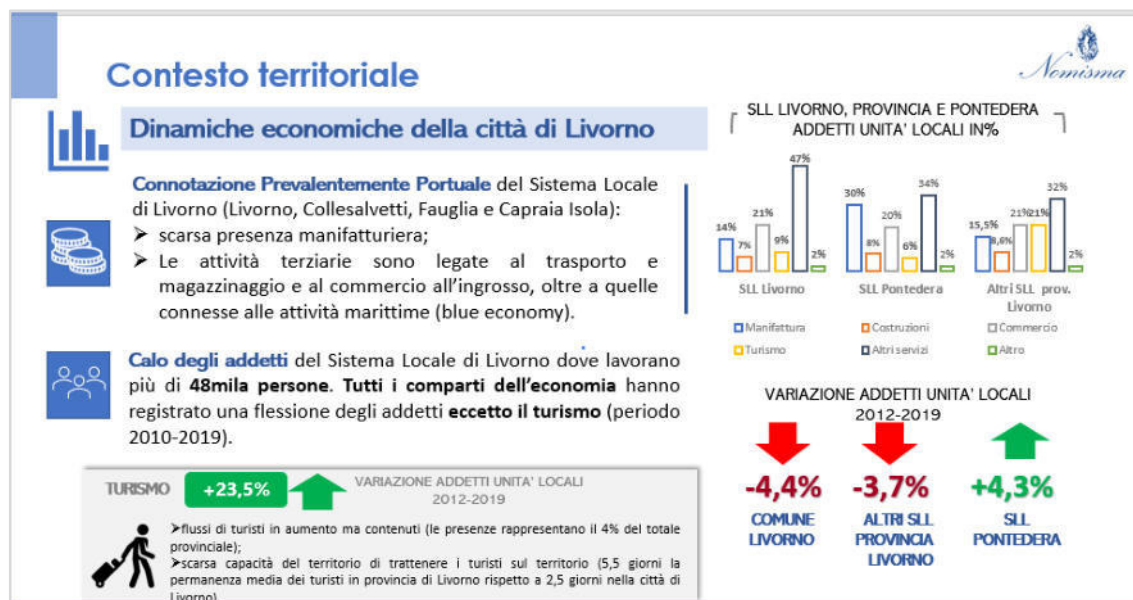 Contesto territoriale
Nomisma
Dinamiche economiche della città di Livorno
Connotazione Prevalentemente Portuale del Sistema Locale
di Livorno (Livorno, Collesalvetti, Fauglia e Capraia Isola):
➤ scarsa presenza manifatturiera;
➤ Le attività terziarie sono legate al trasporto e
magazzinaggio e al commercio all'ingrosso, oltre a quelle
connesse alle attività marittime (blue economy).
Calo degli addetti del Sistema Locale di Livorno dove lavorano
più di 48mila persone. Tutti i comparti dell'economia hanno
registrato una flessione degli addetti eccetto il turismo (periodo
2010-2019).
TURISMO +23,5% VARIAZIONE ADDETTI UNITA' LOCALI
2012-2019
➤flussi di turisti in aumento ma contenuti (le presenze rappresentano il 4% del totale
provinciale);
➤scarsa capacità del territorio di trattenere i turisti sul territorio (5,5 giorni la
permanenza media dei turisti in provincia di Livorno rispetto a 2,5 giorni nella città di
Livorno)
SLL LIVORNO, PROVINCIA E PONTEDERA
ADDETTI UNITA' LOCALI IN%
14% 7% 21% 9% 47% 2%
30% 8% 20% 6% 34% 2%
15,5% 8,6% 21% 21% 32% 2%
SLL Livorno SLL Pontedera Altri SLL prov.
Livorno
Manifattura Costruzioni Commercio
Turismo Altri servizi Altro
VARIAZIONE ADDETTI UNITA' LOCALI
2012-2019
-4,4% -3,7% +4,3%
COMUNE ALTRI SLL SLL
LIVORNO PROVINCIA PONTEDERA
LIVORNO